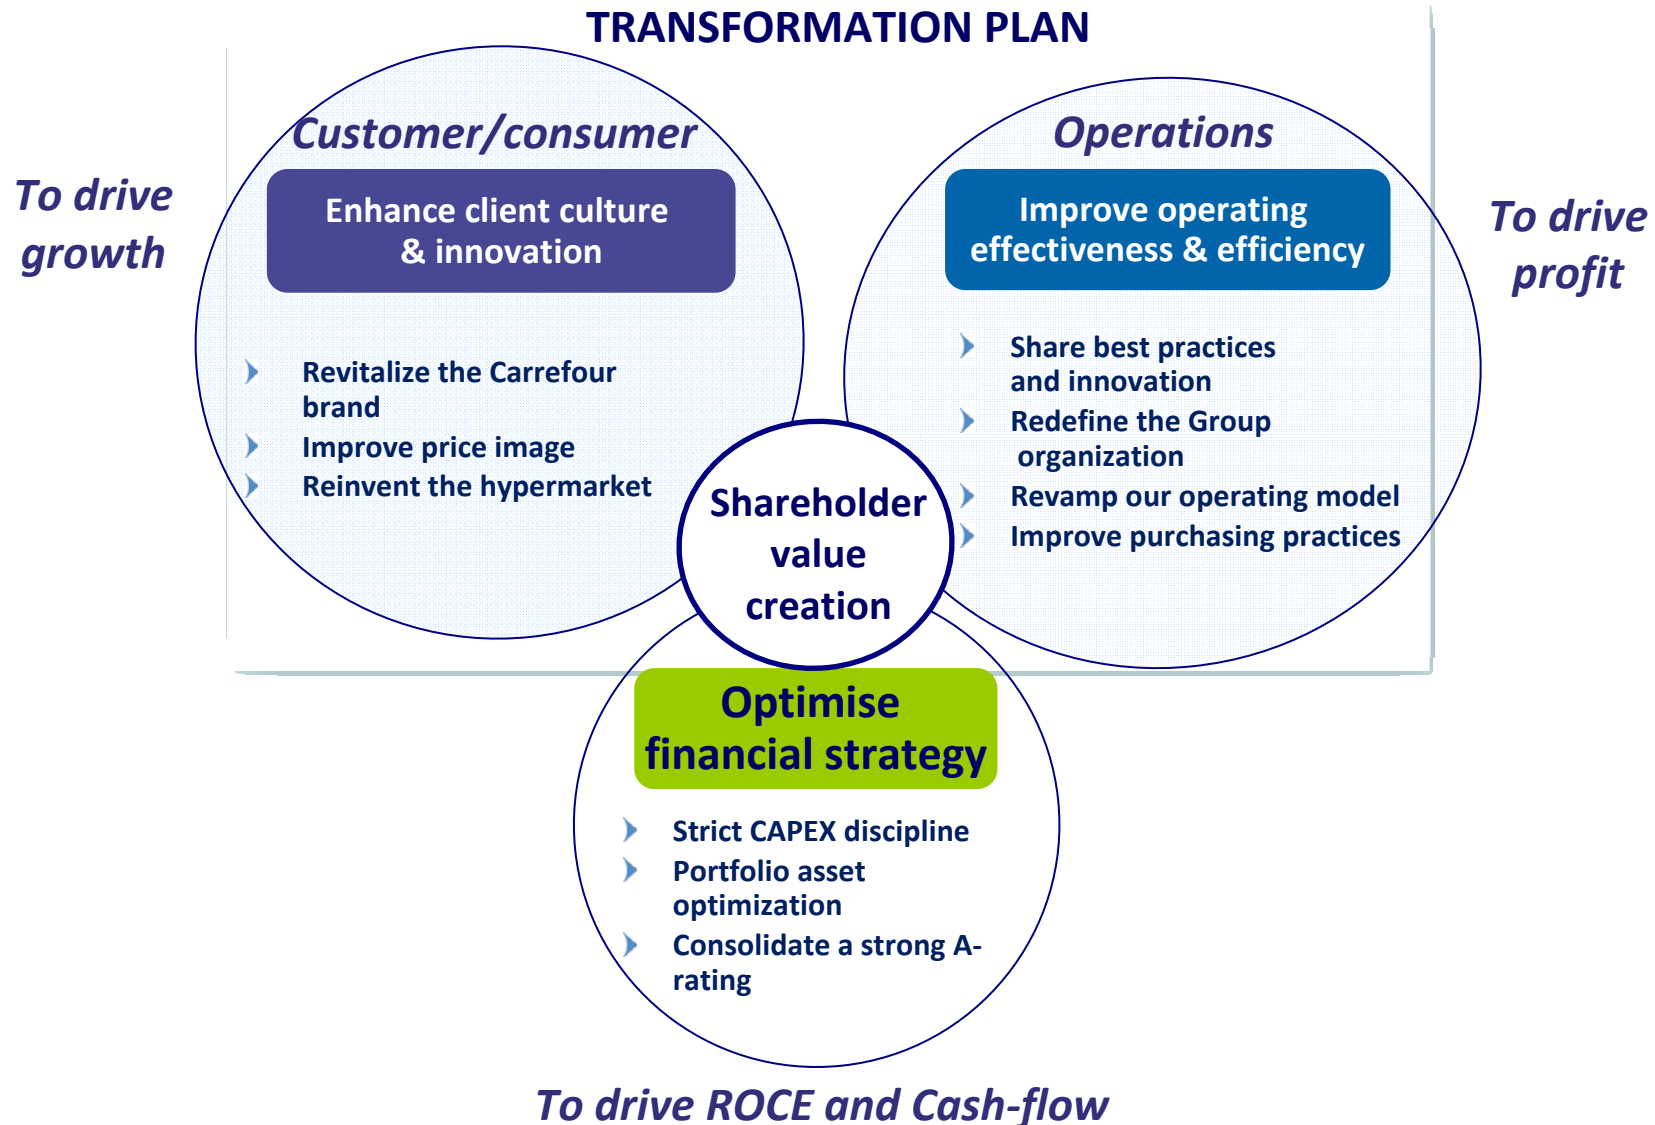 TRANSFORMATION PLAN
Customer/consumer
To drive
growth
Enhance client culture
& innovation
Revitalize the Carrefour
brand
Improve price image
Reinvent the hypermarket
Operations
Improve operating
effectiveness & efficiency
To drive
profit
Share best practices
and innovation
Redefine the Group
organization
Revamp our operating model
Improve purchasing practices
Shareholder
value
creation
Optimise
financial strategy
Strict CAPEX discipline
Portfolio asset
optimization
Consolidate a strong A-
rating
To drive ROCE and Cash-flow